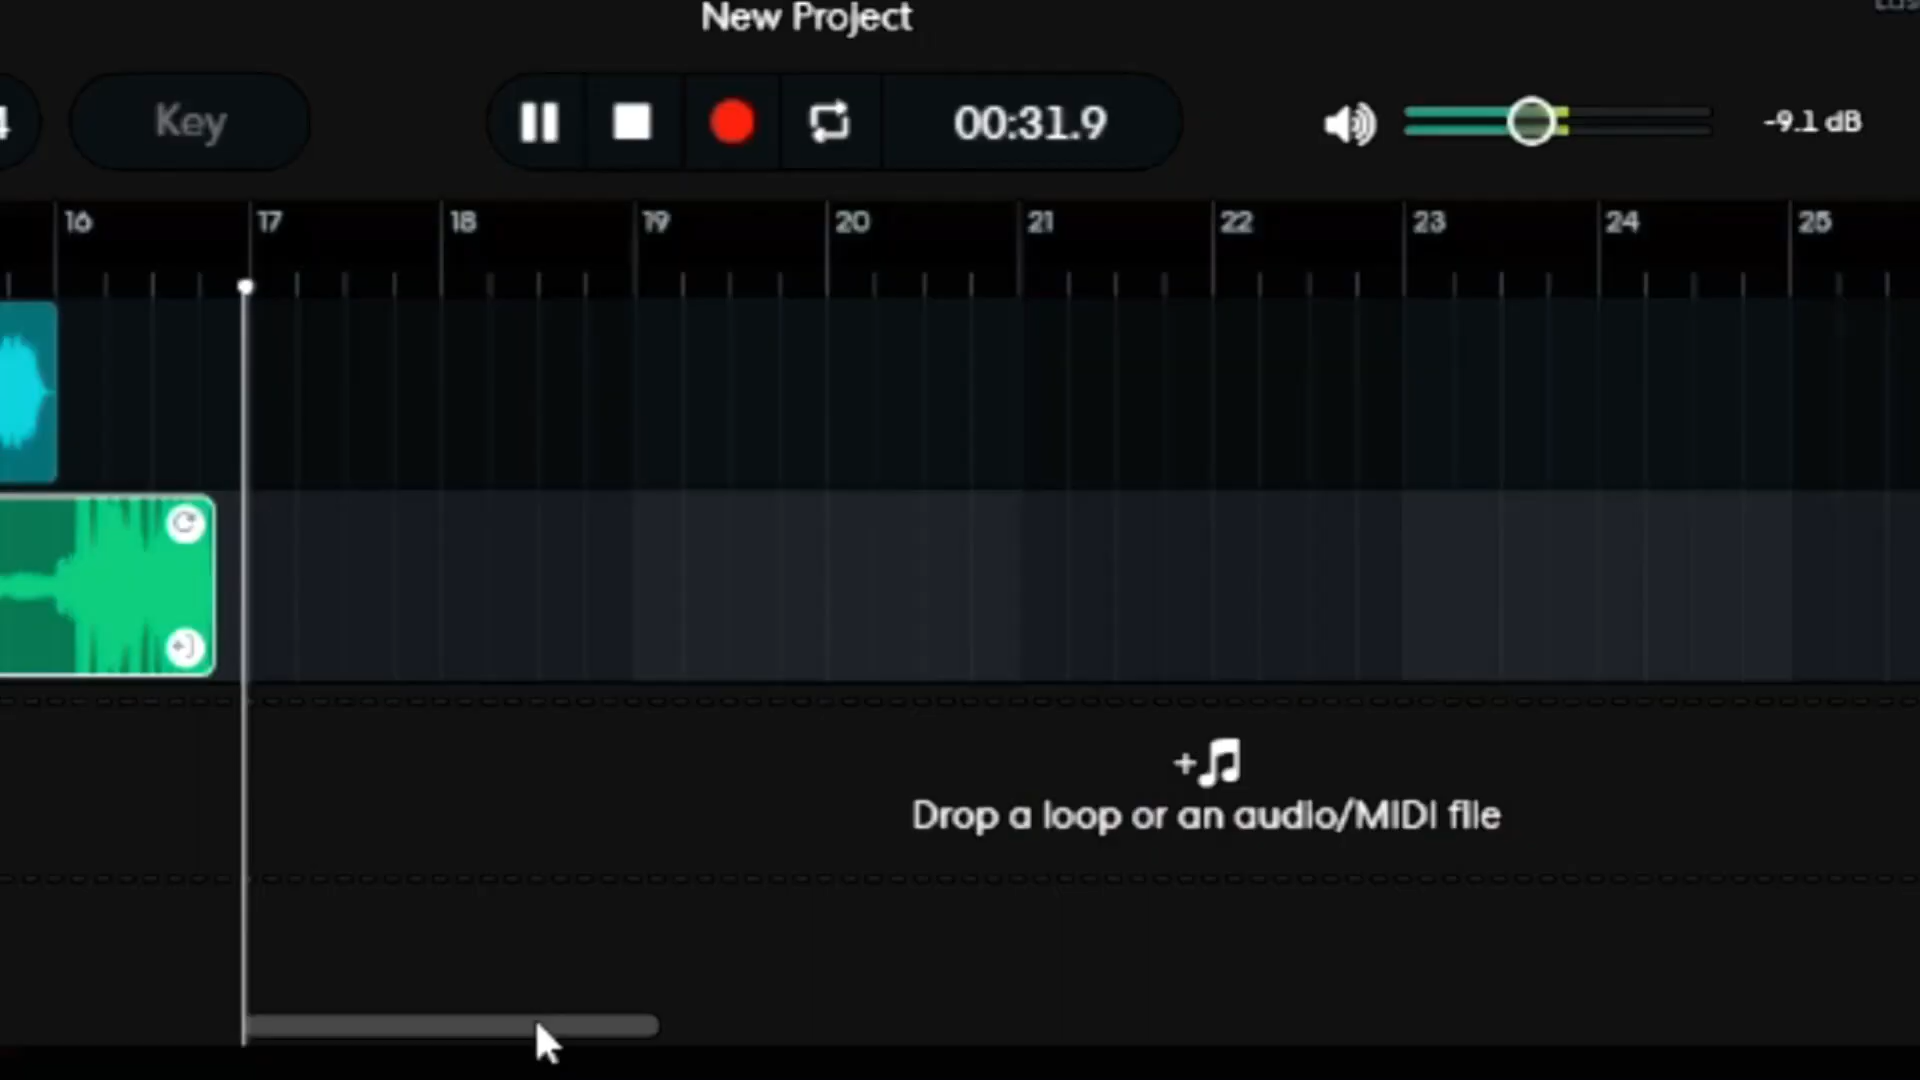 New Project
4 Key 00:31.9 -9.1 dB
16 17 18 19 20 21 22 23 24 25
Drop a loop or an audio/MIDI file